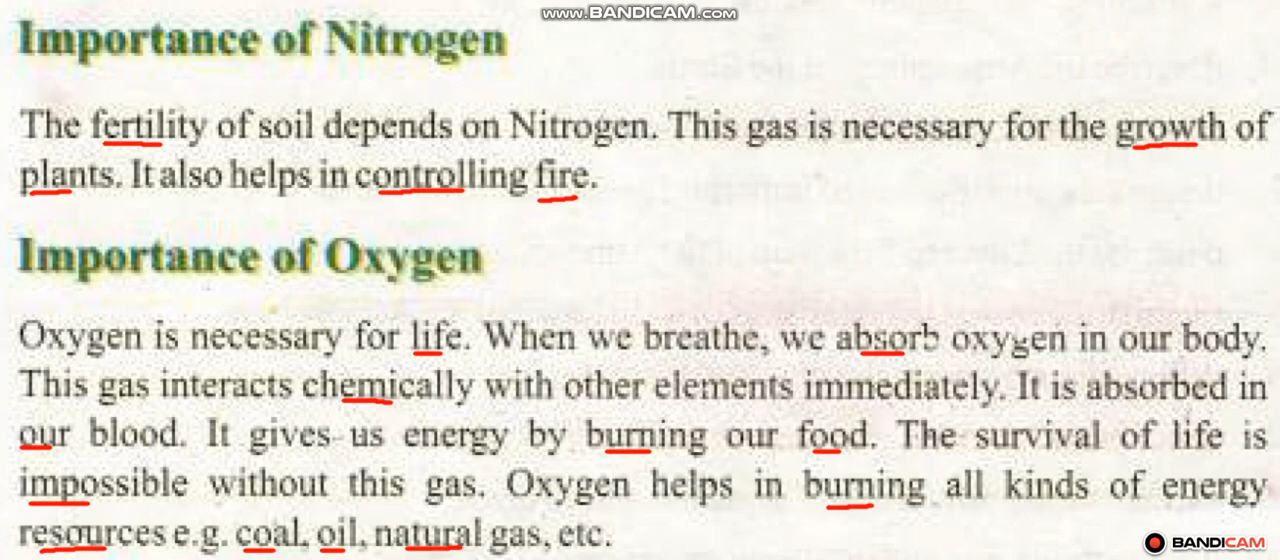 www.BANDICAM.com
Importance of Nitrogen
The fertility of soil depends on Nitrogen. This gas is necessary for the growth of
plants. It also helps in controlling fire.
Importance of Oxygen
Oxygen is necessary for life. When we breathe, we absorb oxygen in our body.
This gas interacts chemically with other elements immediately. It is absorbed in
our blood. It gives us energy by burning our food. The survival of life is
impossible without this gas. Oxygen helps in burning all kinds of energy
resources e.g. coal, oil, natural gas, etc.
BANDICAM